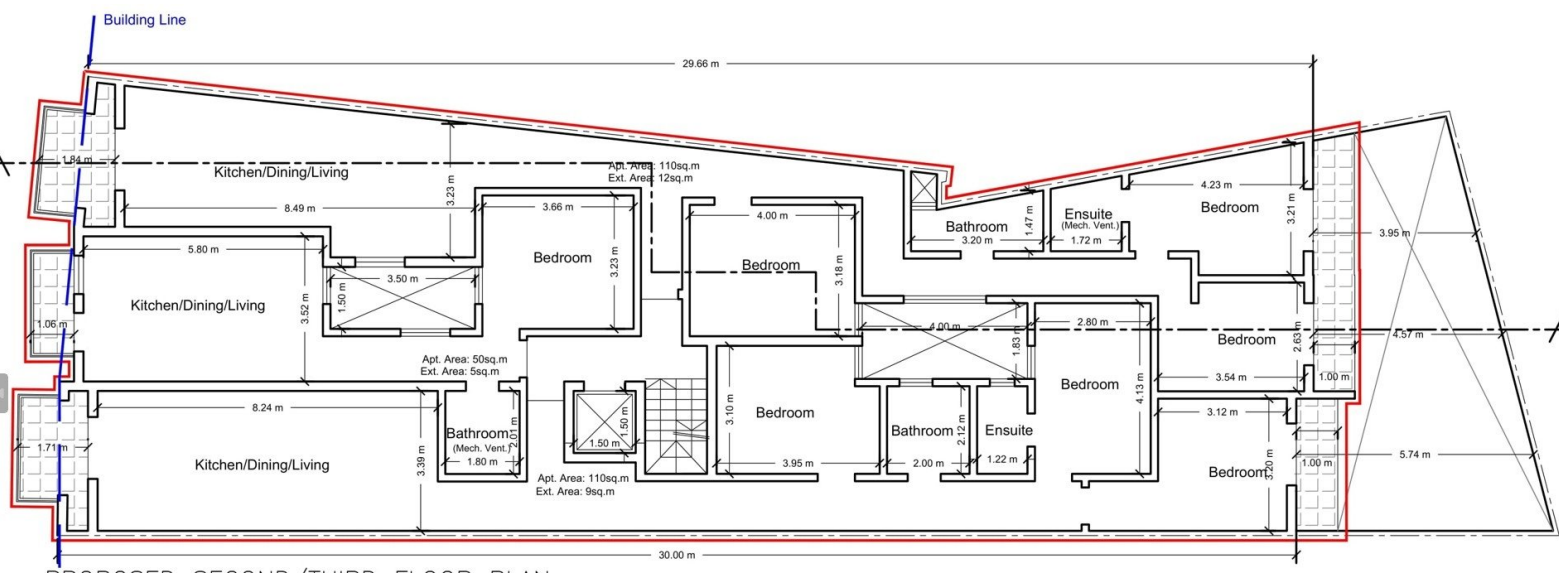 Building Line
29.66 m
1.84 m
Kitchen/Dining/Living
8.49 m
3.23 m
Apt. Area: 110sq.m
Ext. Area: 12sq.m
3.66 m
Bedroom
3.23 m
4.00 m
Bedroom
3.18 m
Bathroom
3.20 m
1.47 m
Ensuite
(Mech. Vent.)
1.72 m
4.23 m
Bedroom
3.21 m
3.95 m
5.80 m
Kitchen/Dining/Living
3.52 m
1.06 m
3.50 m
1.50 m
Apt. Area: 50sq.m
Ext. Area: 5sq.m
4.00 m
1.83 m
2.80 m
Bedroom
4.13 m
Bedroom
2.63 m
3.54 m
1.00 m
4.57 m
8.24 m
1.71 m
Kitchen/Dining/Living
3.39 m
Bathroom
(Mech. Vent.)
2.01 m
1.80 m
1.50 m
1.50 m
Apt. Area: 110sq.m
Ext. Area: 9sq.m
3.10 m
Bedroom
3.95 m
Bathroom
2.12 m
2.00 m
Ensuite
1.22 m
3.12 m
Bedroom
3.20 m
1.00 m
5.74 m
30.00 m
PROPOSED SECOND/THIRD FLOOR PLAN